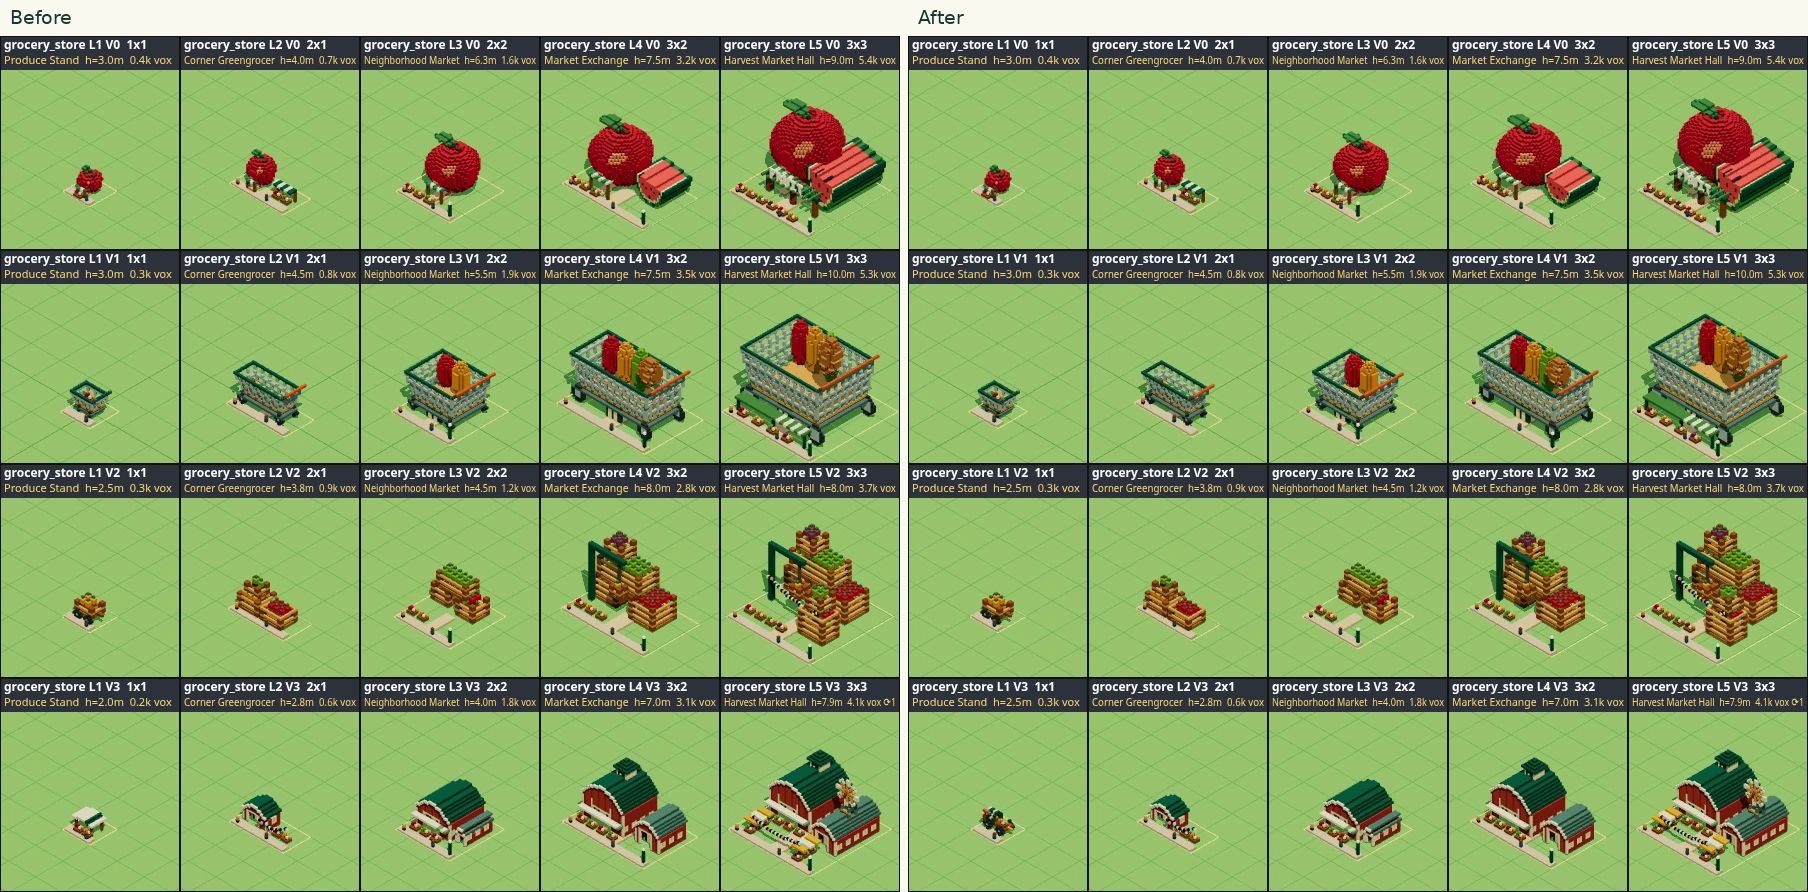 Before
After
grocery_store L1 V0 1x1
Produce Stand h=3.0m 0.4k vox
grocery_store L2 V0 2x1
Corner Greengrocer h=4.0m 0.7k vox
grocery_store L3 V0 2x2
Neighborhood Market h=6.3m 1.6k vox
grocery_store L4 V0 3x2
Market Exchange h=7.5m 3.2k vox
grocery_store L5 V0 3x3
Harvest Market Hall h=9.0m 5.4k vox
grocery_store L1 V0 1x1
Produce Stand h=3.0m 0.4k vox
grocery_store L2 V0 2x1
Corner Greengrocer h=4.0m 0.7k vox
grocery_store L3 V0 2x2
Neighborhood Market h=6.3m 1.6k vox
grocery_store L4 V0 3x2
Market Exchange h=7.5m 3.2k vox
grocery_store L5 V0 3x3
Harvest Market Hall h=9.0m 5.4k vox
grocery_store L1 V1 1x1
Produce Stand h=3.0m 0.3k vox
grocery_store L2 V1 2x1
Corner Greengrocer h=4.5m 0.8k vox
grocery_store L3 V1 2x2
Neighborhood Market h=5.5m 1.9k vox
grocery_store L4 V1 3x2
Market Exchange h=7.5m 3.5k vox
grocery_store L5 V1 3x3
Harvest Market Hall h=10.0m 5.3k vox
grocery_store L1 V1 1x1
Produce Stand h=3.0m 0.3k vox
grocery_store L2 V1 2x1
Corner Greengrocer h=4.5m 0.8k vox
grocery_store L3 V1 2x2
Neighborhood Market h=5.5m 1.9k vox
grocery_store L4 V1 3x2
Market Exchange h=7.5m 3.5k vox
grocery_store L5 V1 3x3
Harvest Market Hall h=10.0m 5.3k vox
grocery_store L1 V2 1x1
Produce Stand h=2.5m 0.3k vox
grocery_store L2 V2 2x1
Corner Greengrocer h=3.8m 0.9k vox
grocery_store L3 V2 2x2
Neighborhood Market h=4.5m 1.2k vox
grocery_store L4 V2 3x2
Market Exchange h=8.0m 2.8k vox
grocery_store L5 V2 3x3
Harvest Market Hall h=8.0m 3.7k vox
grocery_store L1 V2 1x1
Produce Stand h=2.5m 0.3k vox
grocery_store L2 V2 2x1
Corner Greengrocer h=3.8m 0.9k vox
grocery_store L3 V2 2x2
Neighborhood Market h=4.5m 1.2k vox
grocery_store L4 V2 3x2
Market Exchange h=8.0m 2.8k vox
grocery_store L5 V2 3x3
Harvest Market Hall h=8.0m 3.7k vox
grocery_store L1 V3 1x1
Produce Stand h=2.0m 0.2k vox
grocery_store L2 V3 2x1
Corner Greengrocer h=2.8m 0.6k vox
grocery_store L3 V3 2x2
Neighborhood Market h=4.0m 1.8k vox
grocery_store L4 V3 3x2
Market Exchange h=7.0m 3.1k vox
grocery_store L5 V3 3x3
Harvest Market Hall h=7.9m 4.1k vox ⟳1
grocery_store L1 V3 1x1
Produce Stand h=2.5m 0.3k vox
grocery_store L2 V3 2x1
Corner Greengrocer h=2.8m 0.6k vox
grocery_store L3 V3 2x2
Neighborhood Market h=4.0m 1.8k vox
grocery_store L4 V3 3x2
Market Exchange h=7.0m 3.1k vox
grocery_store L5 V3 3x3
Harvest Market Hall h=7.9m 4.1k vox ⟳1